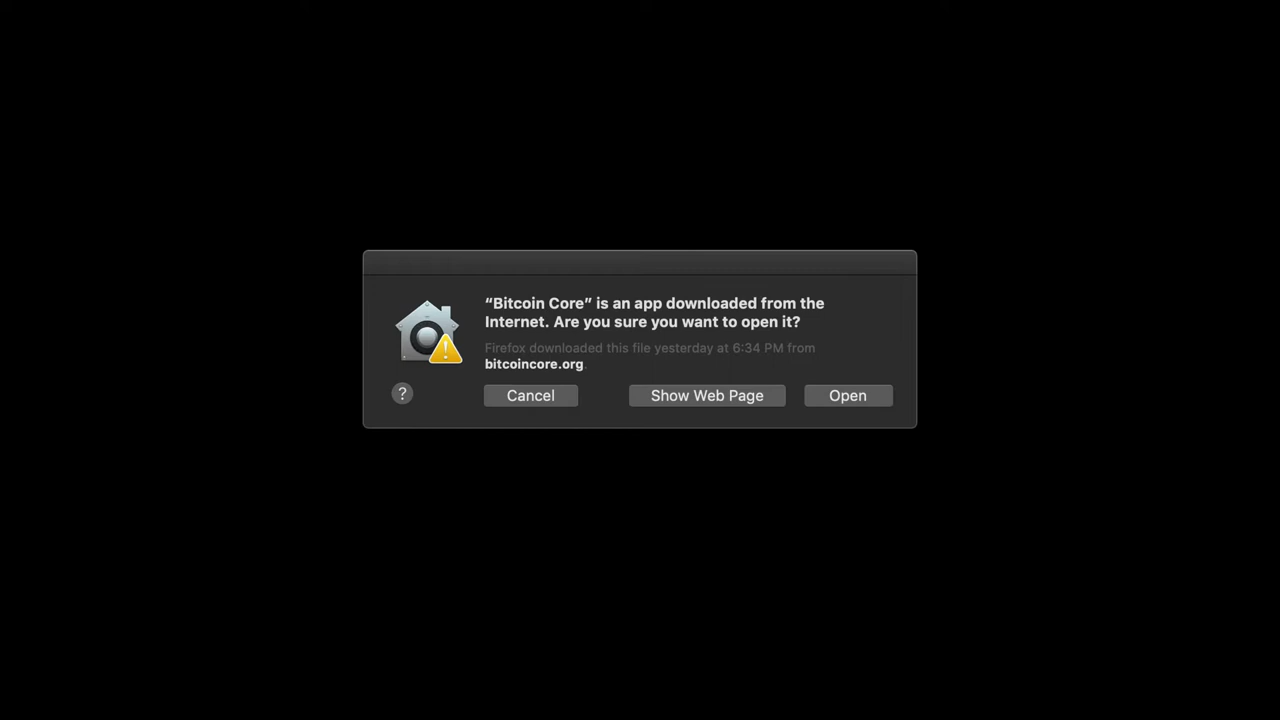 “Bitcoin Core” is an app downloaded from the
Internet. Are you sure you want to open it?
Firefox downloaded this file yesterday at 6:34 PM from
bitcoincore.org.
?
Cancel
Show Web Page
Open